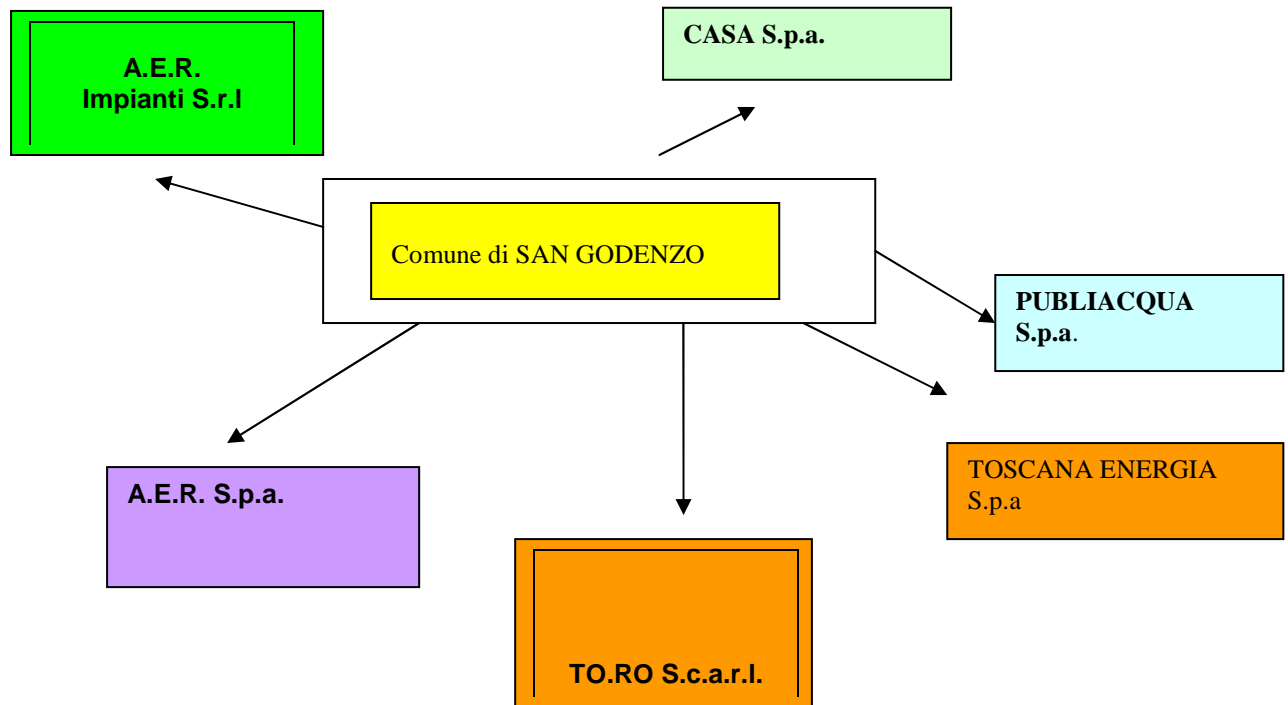 A.E.R.
Impianti S.r.l
CASA S.p.a.
Comune di SAN GODENZO
PUBLIACQUA
S.p.a.
A.E.R. S.p.a.
TOSCANA ENERGIA
S.p.a
TO.RO S.c.a.r.l.